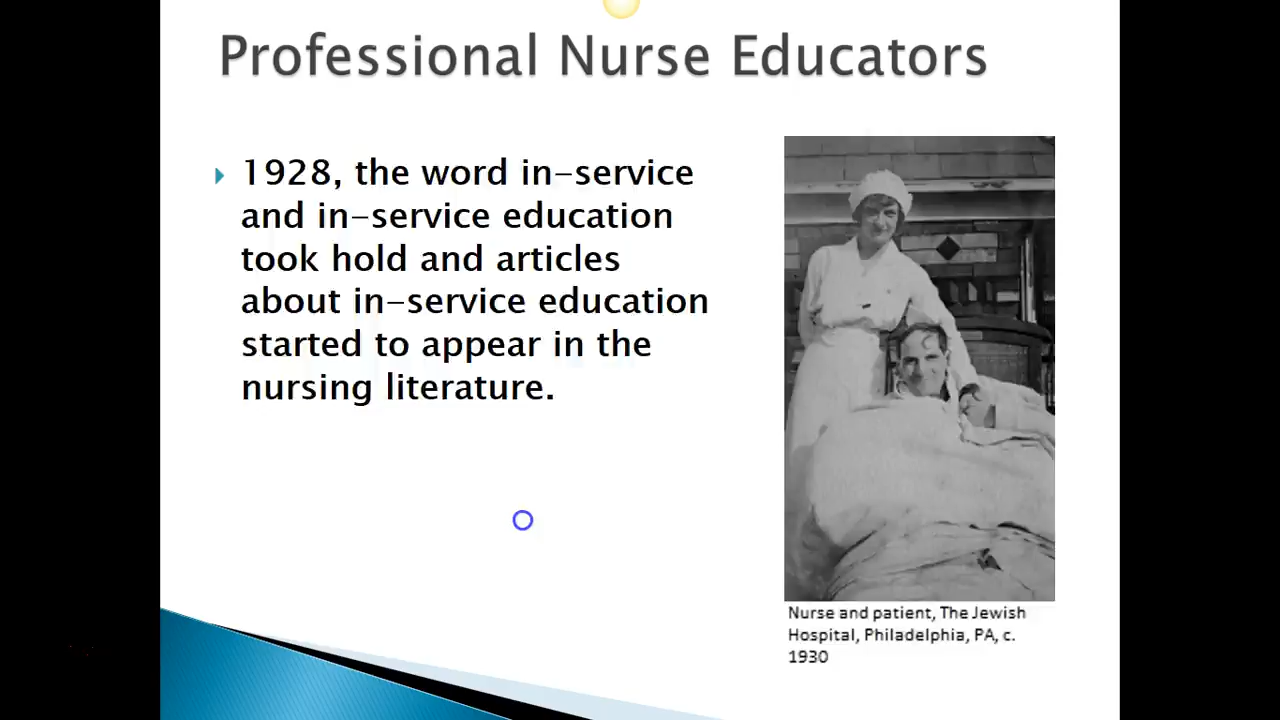 Professional Nurse Educators
1928, the word in-service
and in-service education
took hold and articles
about in-service education
started to appear in the
nursing literature.
Nurse and patient, The Jewish
Hospital, Philadelphia, PA, c.
1930